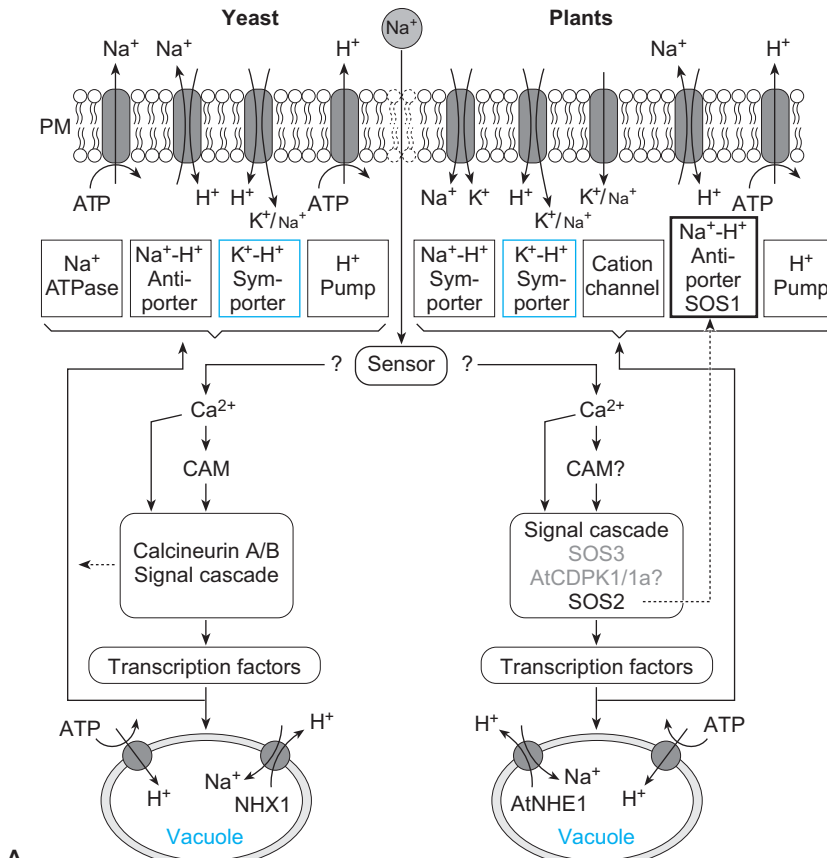 Yeast
Na⁺
Plants
Na⁺
Na⁺
H⁺
Na⁺
H⁺
PM
ATP
H⁺
H⁺
K⁺/Na⁺
ATP
Na⁺
K⁺
H⁺
K⁺/Na⁺
K⁺/Na⁺
H⁺
ATP
Na⁺
ATPase
Na⁺-H⁺
Anti-
porter
K⁺-H⁺
Sym-
porter
H⁺
Pump
Na⁺-H⁺
Sym-
porter
K⁺-H⁺
Sym-
porter
Cation
channel
Na⁺-H⁺
Anti-
porter
SOS1
H⁺
Pump
?
Sensor
?
Ca²⁺
CAM
Calcineurin A/B
Signal cascade
Transcription factors
Ca²⁺
CAM?
Signal cascade
SOS3
AtCDPK1/1a?
SOS2
Transcription factors
ATP
H⁺
H⁺
Na⁺
NHX1
Vacuole
H⁺
Na⁺
AtNHE1
ATP
H⁺
Vacuole
A